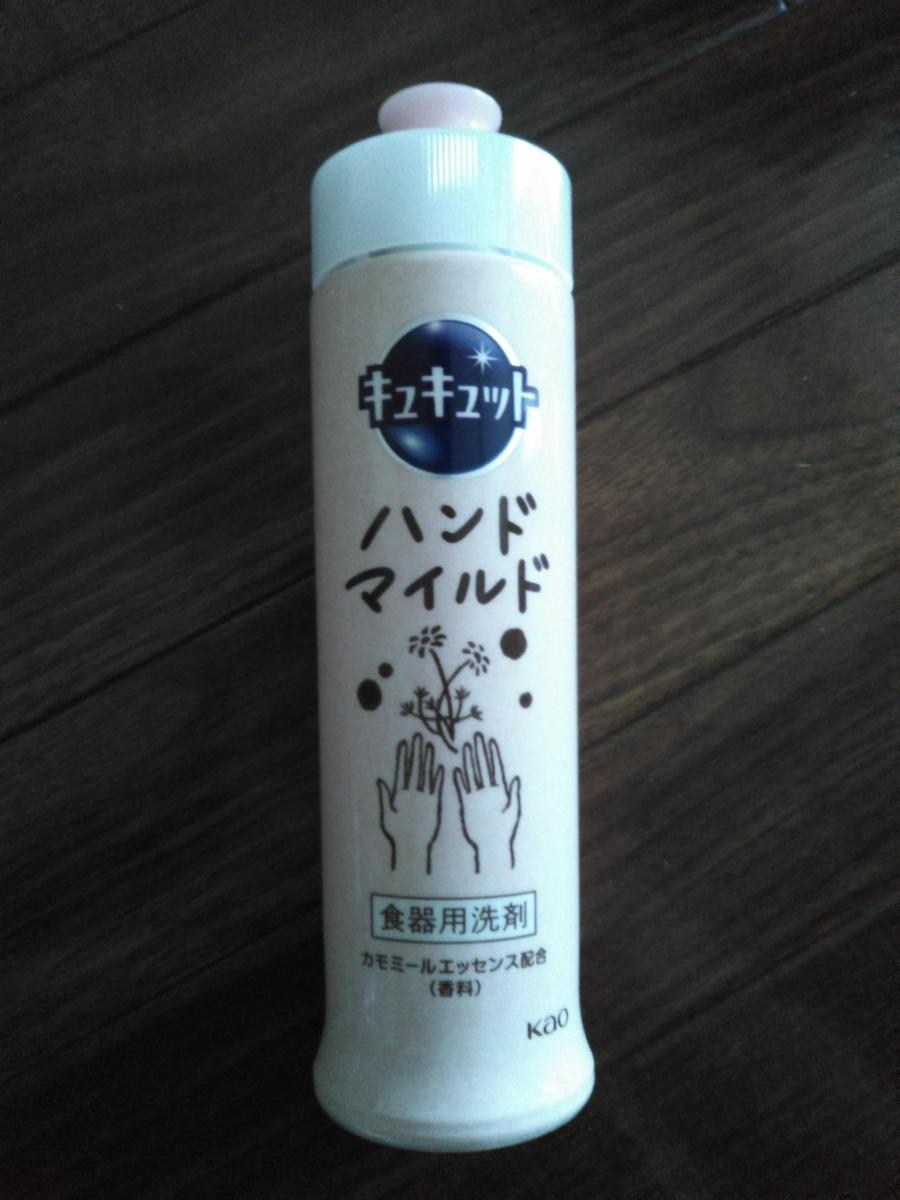 キュキュット
ハンド
マイルド
食器用洗剤
カモミールエッセンス配合
（香料）
Kao